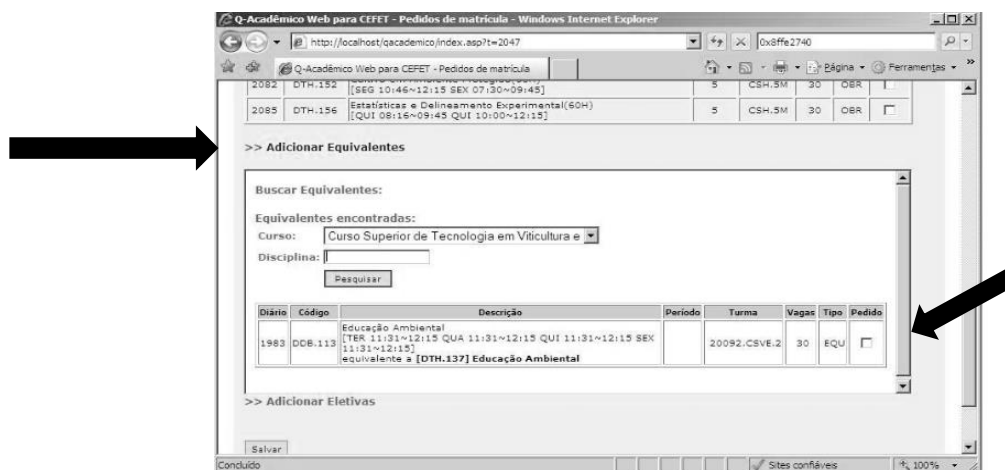 Q-Acadêmico Web para CEFET - Pedidos de matrícula - Windows Internet Explorer
http://localhost/qacademico/index.asp?t=2047
0x8ffe2740
Q-Acadêmico Web para CEFET - Pedidos de matrícula
Página
Ferramentas
2082 DTH.152 [SEG 10:46~12:15 SEX 07:30~09:45] 5 CSH.5M 30 OBR
2085 DTH.156 Estatísticas e Delineamento Experimental(60H) 5 CSH.5M 30 OBR
[QUI 08:16~09:45 QUI 10:00~12:15]
>> Adicionar Equivalentes
Buscar Equivalentes:
Equivalentes encontradas:
Curso: Curso Superior de Tecnologia em Viticultura e
Disciplina:
Pesquisar
Diário Código Descrição Período Turma Vagas Tipo Pedido
Educação Ambiental
1983 DDB.113 [TER 11:31~12:15 QUA 11:31~12:15 QUI 11:31~12:15 SEX 20092.CSVE.2 30 EQU
11:31~12:15]
equivalente a [DTH.137] Educação Ambiental
>> Adicionar Eletivas
Salvar
Concluído
Sites confiáveis
100%